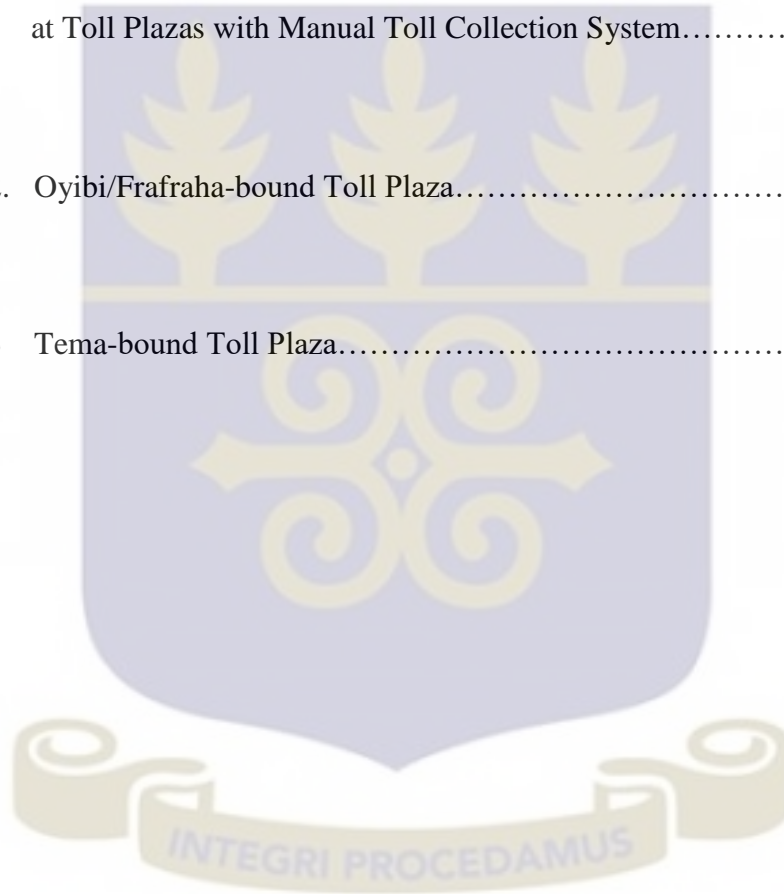 at Toll Plazas with Manual Toll Collection System……….
. Oyibi/Frafraha-bound Toll Plaza…………………………
Tema-bound Toll Plaza……………………………………
INTEGRI PROCEDAMUS